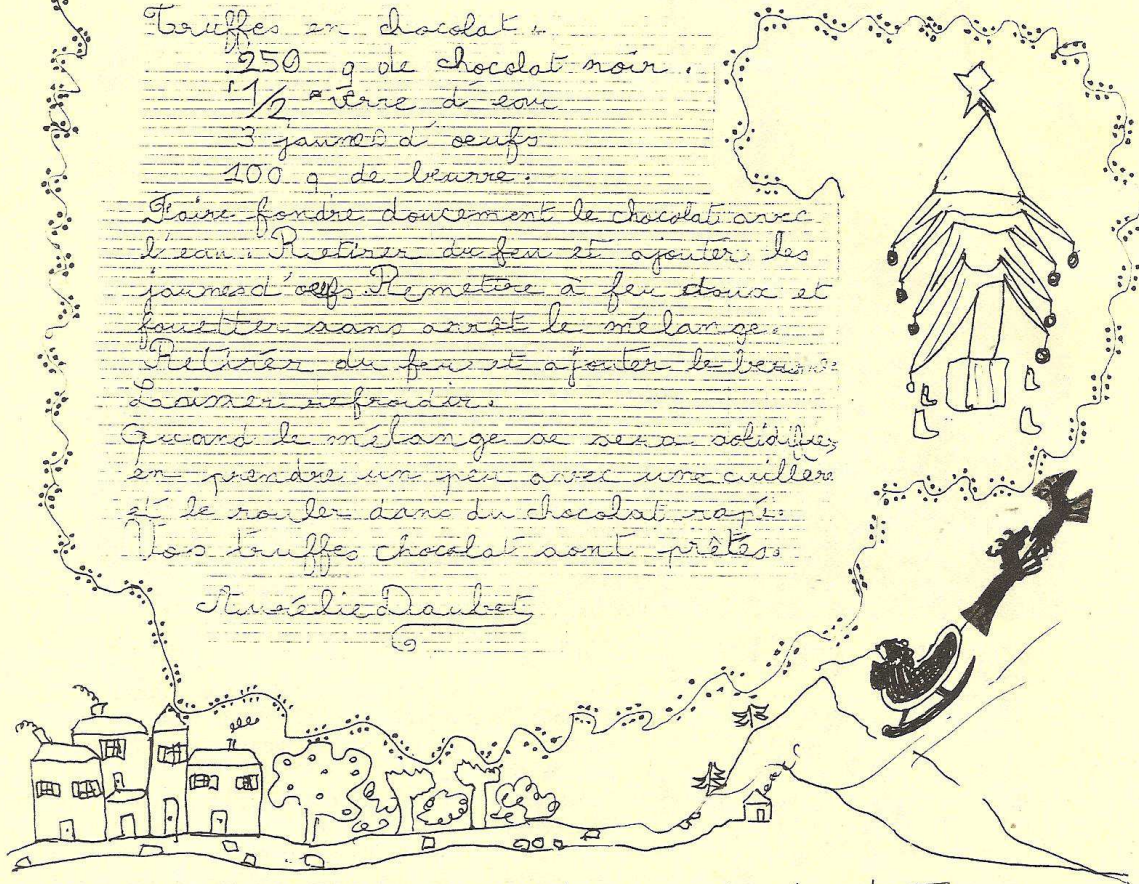 Truffes en chocolat.
250 g de chocolat noir.
1/2 verre d'eau
3 jaunes d'oeufs
100 g de beurre.
Faire fondre doucement le chocolat avec
l'eau. Retirer du feu et ajouter les
jaunes d'oeufs. Remettre à feu doux et
fouetter sans arrêt le mélange.
Retirer du feu et ajouter le beurre
Laisser refroidir.
Quand le mélange se sera solidifié,
en prendre un peu avec une cuillère
et le rouler dans du chocolat rapé.
Vos truffes chocolat sont prêtes.
Aurélie Daubet